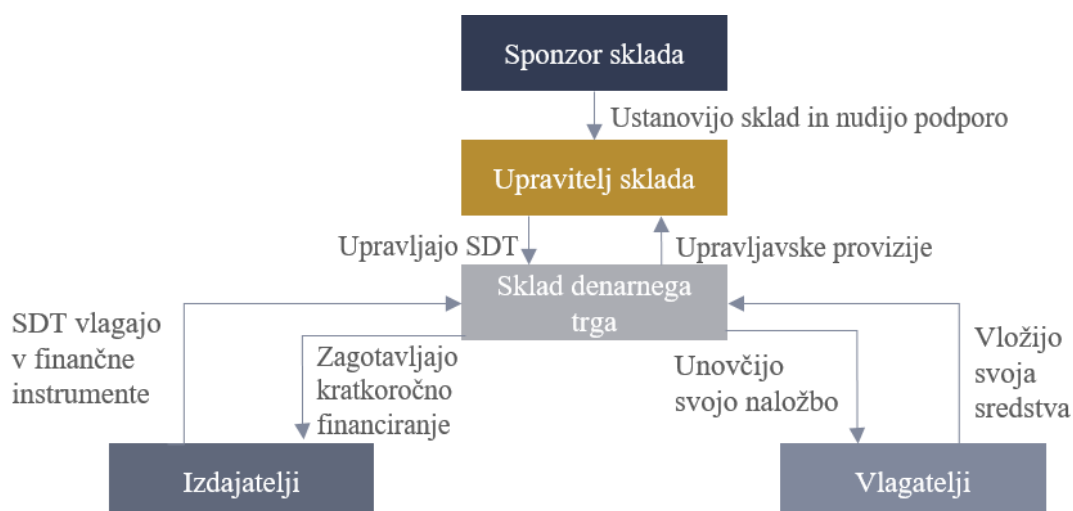 Sponzor sklada
Ustanovijo sklad in nudijo podporo
Upravitelj sklada
Upravljajo SDT
Upravljavske provizije
Sklad denarnega
trga
SDT vlagajo
v finančne
instrumente
Zagotavljajo
kratkoročno
financiranje
Unovčijo
svojo naložbo
Vložijo
svoja
sredstva
Izdajatelji
Vlagatelji